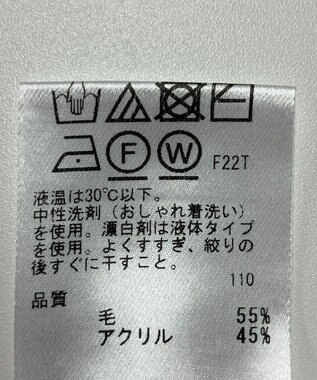 F
W
F22T
液温は30℃以下。
中性洗剤（おしゃれ着洗い）
を使用。漂白剤は液体タイプ
を使用。よくすすぎ、絞りの
後すぐに干すこと。
110
品質
毛 55%
アクリル 45%